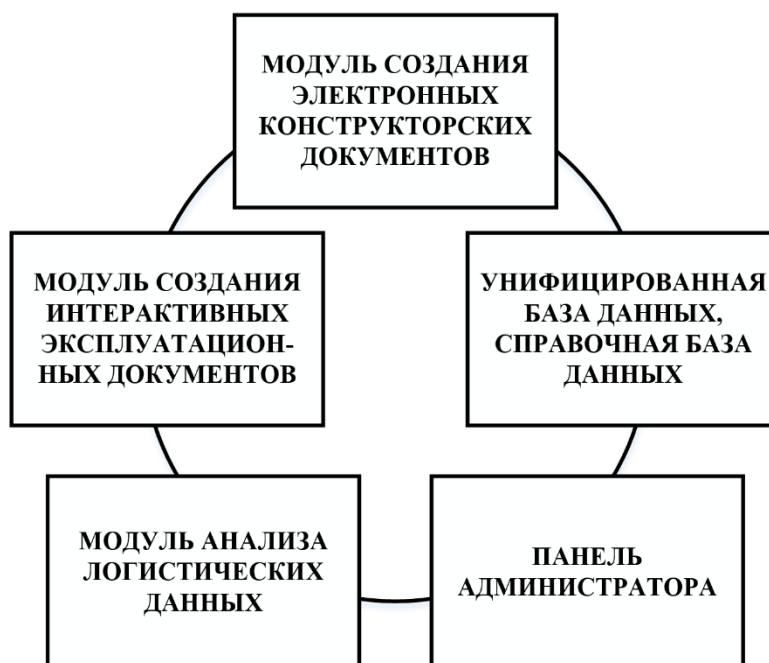 МОДУЛЬ СОЗДАНИЯ
ЭЛЕКТРОННЫХ
КОНСТРУКТОРСКИХ
ДОКУМЕНТОВ
МОДУЛЬ СОЗДАНИЯ
ИНТЕРАКТИВНЫХ
ЭКСПЛУАТАЦИОН-
НЫХ ДОКУМЕНТОВ
УНИФИЦИРОВАННАЯ
БАЗА ДАННЫХ,
СПРАВОЧНАЯ БАЗА
ДАННЫХ
МОДУЛЬ АНАЛИЗА
ЛОГИСТИЧЕСКИХ
ДАННЫХ
ПАНЕЛЬ
АДМИНИСТРАТОРА